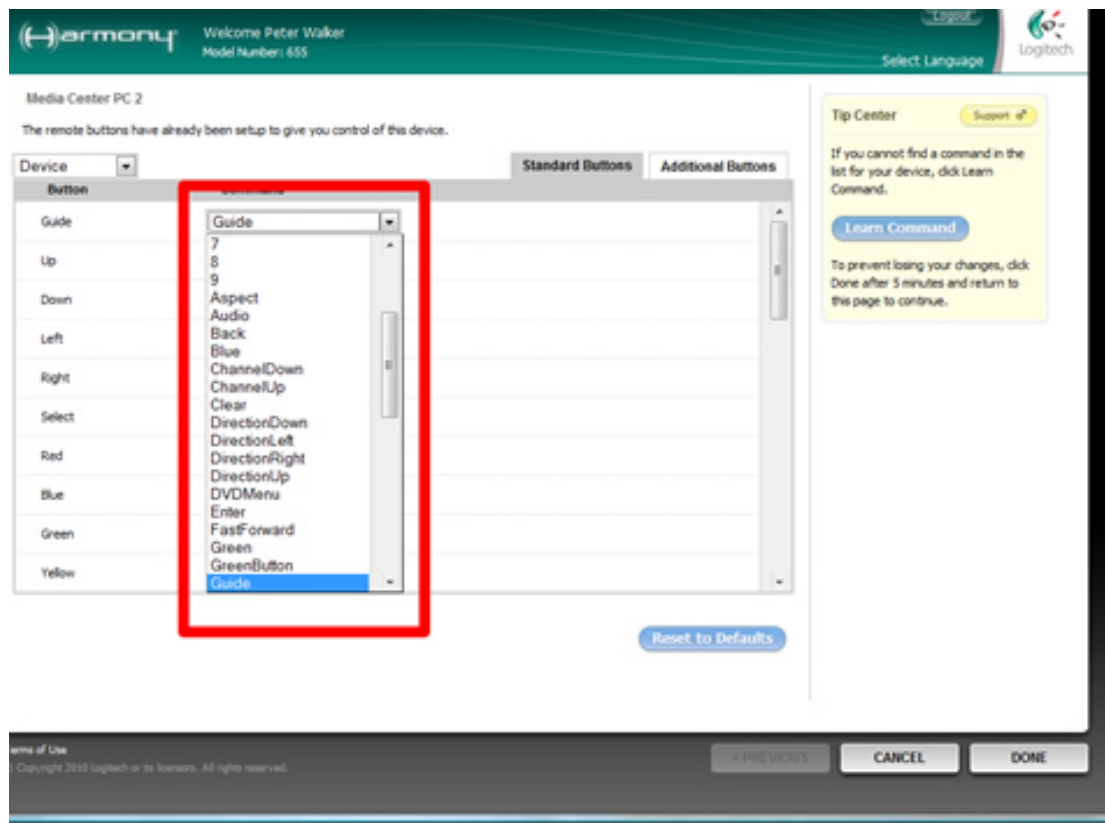 Logout
Harmony
Welcome Peter Walker
Model Number: 655
Select Language
Logitech
Media Center PC 2
The remote buttons have already been setup to give you control of this device.
Device
Standard Buttons
Additional Buttons
Button
Command
Guide
Guide
7
8
9
Aspect
Audio
Back
Blue
ChannelDown
ChannelUp
Clear
DirectionDown
DirectionLeft
DirectionRight
DirectionUp
DVDMenu
Enter
FastForward
Green
GreenButton
Guide
Up
Down
Left
Right
Select
Red
Blue
Green
Yellow
Reset to Defaults
Tip Center
Support
If you cannot find a command in the
list for your device, click Learn
Command.
Learn Command
To prevent losing your changes, click
Done after 5 minutes and return to
this page to continue.
erms of Use
Copyright 2010 Logitech or its licensors. All rights reserved.
< PREVIOUS
CANCEL
DONE